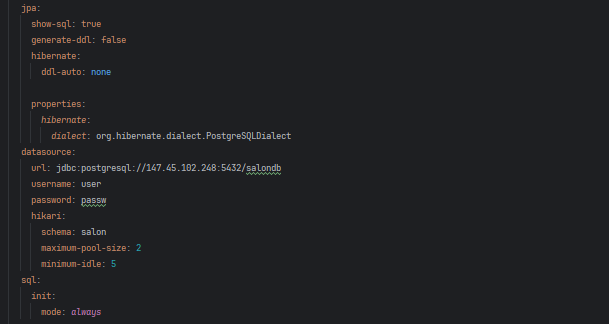 jpa:
show-sql: true
generate-ddl: false
hibernate:
ddl-auto: none
properties:
hibernate:
dialect: org.hibernate.dialect.PostgreSQLDialect
datasource:
url: jdbc:postgresql://147.45.102.248:5432/salondb
username: user
password: passw
hikari:
schema: salon
maximum-pool-size: 2
minimum-idle: 5
sql:
init:
mode: always